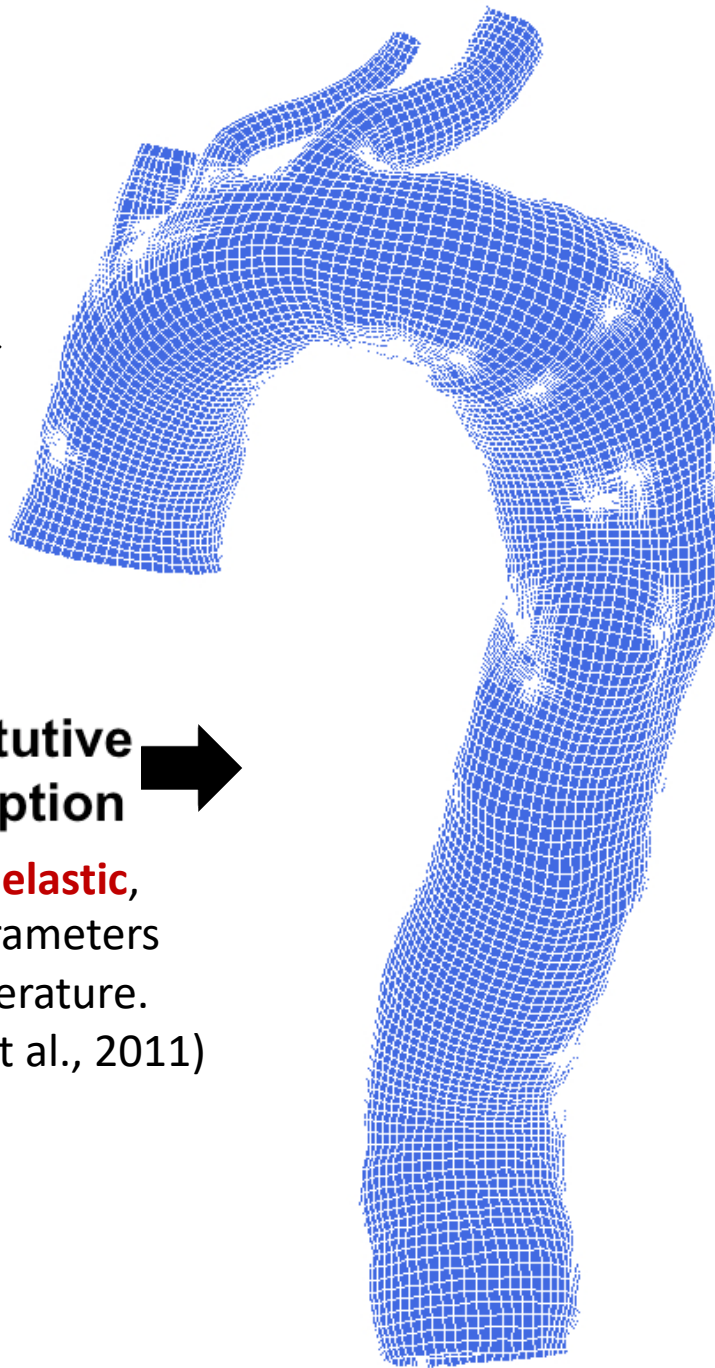 tutive
ption
elastic,
rameters
erature.
t al., 2011)